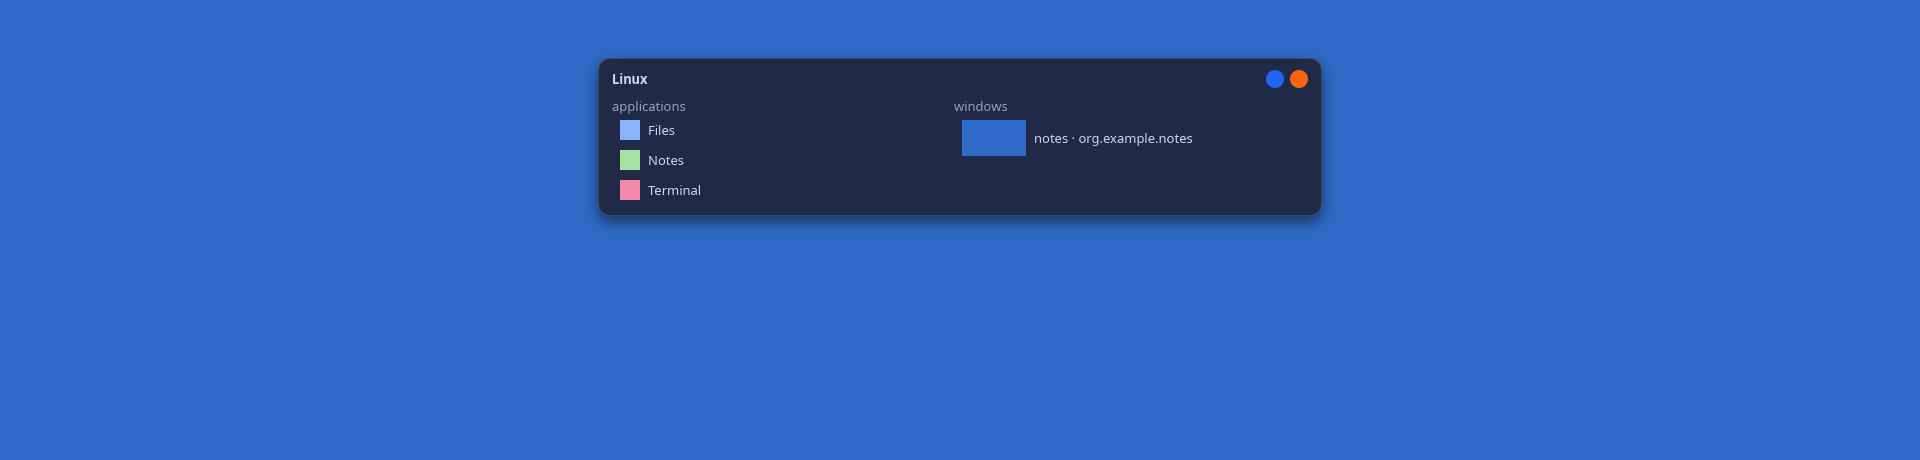 Linux
applications
Files
Notes
Terminal
windows
notes · org.example.notes